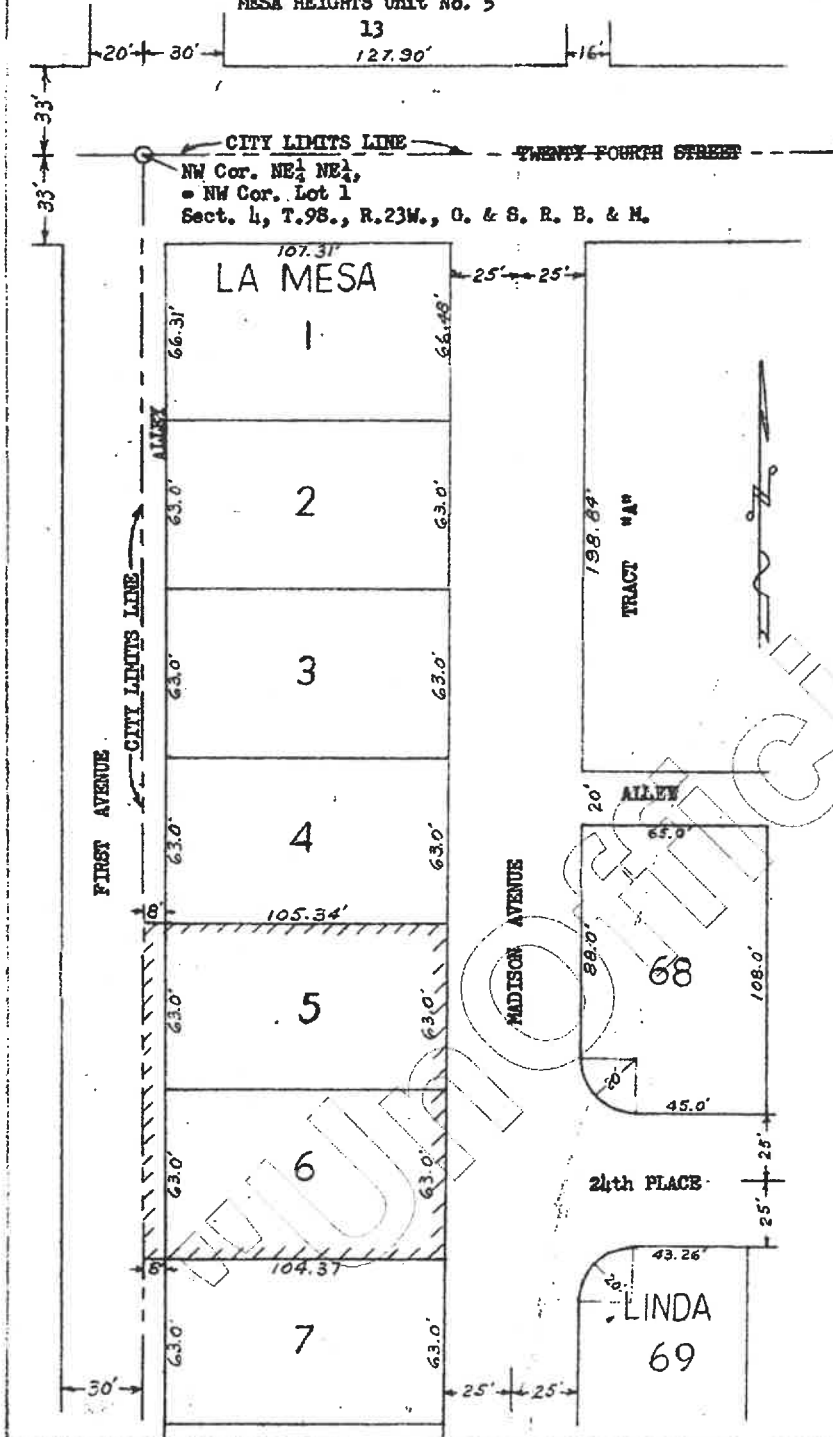 MESA HEIGHTS Unit No. 5
13
20' 30' 127.90' 16'
33'
33'
CITY LIMITS LINE
TWENTY FOURTH STREET
NW Cor. NE¼ NE¼,
= NW Cor. Lot 1
Sect. 4, T.9S., R.23W., G. & S. R. B. & M.
107.31'
LA MESA
25' 25'
66.31'
1
66.48'
ALLEY
63.0'
2
63.0'
198.84'
TRACT "A"
CITY LIMITS LINE
63.0'
3
63.0'
FIRST AVENUE
63.0'
4
63.0'
20'
ALLEY
65.0'
8'
105.34'
MADISON AVENUE
88.0'
68
108.0'
63.0'
5
63.0'
45.0'
63.0'
6
63.0'
24th PLACE
25'
25'
104.37
43.26'
20'
LINDA
69
63.0'
7
63.0'
30'
25' 25'